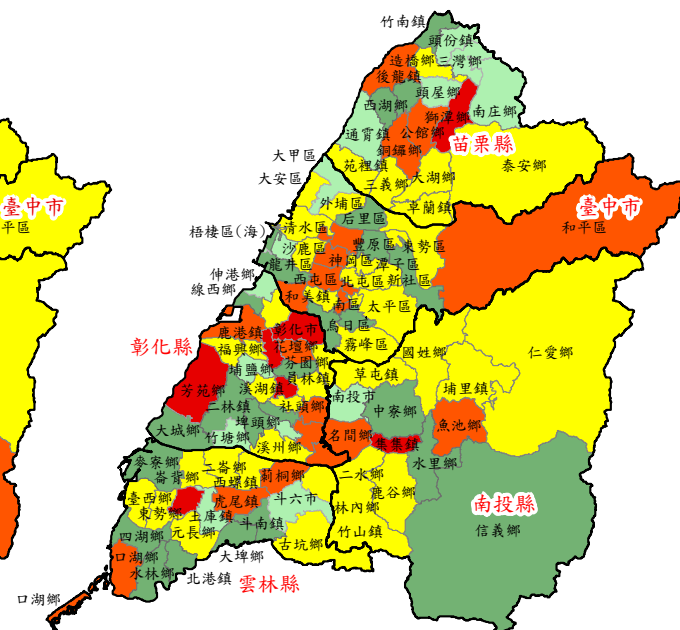 竹南鎮
頭份鎮
造橋鄉
三灣鄉
後龍鎮
頭屋鄉
西湖鄉
獅潭鄉
南庄鄉
通霄鎮
公館鄉
苗栗縣
銅鑼鄉
大甲區
苑裡鎮
泰安鄉
大安區
三義鄉
大湖鄉
外埔區
卓蘭鎮
臺中市
臺中市
后里區
平區
和平區
梧棲區(海)
清水區
沙鹿區
豐原區
東勢區
龍井區
神岡區
潭子區
伸港鄉
西屯區
北屯區
新社區
線西鄉
和美鎮
南區
太平區
鹿港鎮
彰化市
烏日區
彰化縣
福興鄉
花壇鄉
霧峰區
國姓鄉
仁愛鄉
埔鹽鄉
芬園鄉
芳苑鄉
溪湖鎮
員林鎮
草屯鎮
埔里鎮
南投市
二林鎮
社頭鄉
中寮鄉
大城鄉
竹塘鄉
埤頭鄉
溪州鄉
名間鄉
魚池鄉
集集鎮
麥寮鄉
二崙鄉
水里鄉
崙背鄉
西螺鎮
莿桐鄉
二水鄉
臺西鄉
虎尾鎮
斗六市
鹿谷鄉
東勢鄉
土庫鎮
林內鄉
南投縣
四湖鄉
元長鄉
斗南鎮
竹山鎮
信義鄉
口湖鄉
水林鄉
大埤鄉
古坑鄉
北港鎮
雲林縣
口湖鄉